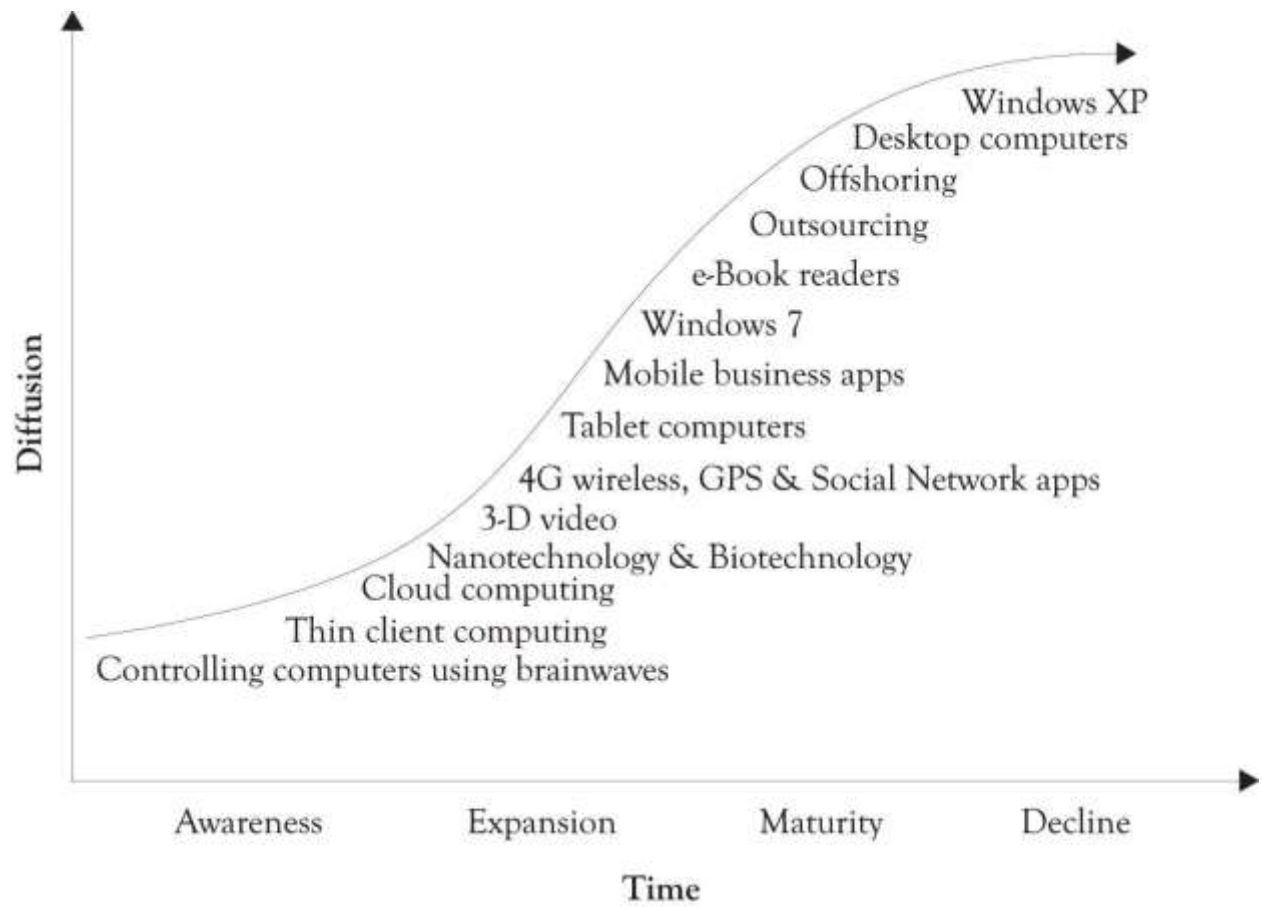 Windows XP
Desktop computers
Offshoring
Outsourcing
e-Book readers
Windows 7
Mobile business apps
Tablet computers
4G wireless, GPS & Social Network apps
3-D video
Nanotechnology & Biotechnology
Cloud computing
Thin client computing
Controlling computers using brainwaves
Diffusion
Awareness
Expansion
Maturity
Decline
Time